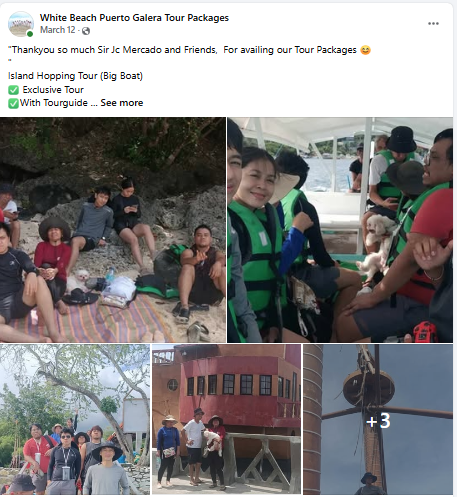 White Beach Puerto Galera Tour Packages
March 12 ·
"Thankyou so much Sir Jc Mercado and Friends,  For availing our Tour Packages 😊
"
Island Hopping Tour (Big Boat)
✅ Exclusive Tour
✅With Tourguide ... See more
+3